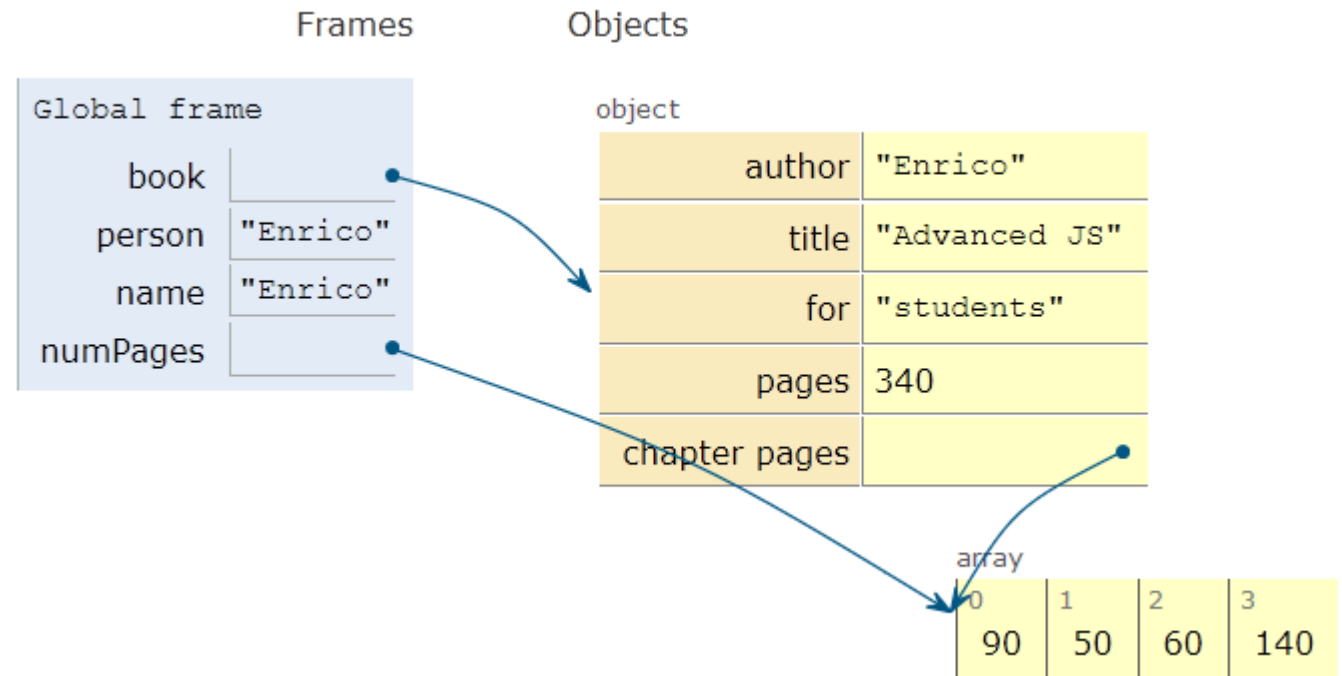 Frames Objects
Global frame
book
person "Enrico"
name "Enrico"
numPages
object
author "Enrico"
title "Advanced JS"
for "students"
pages 340
chapter pages
array
0 1 2 3
90 50 60 140